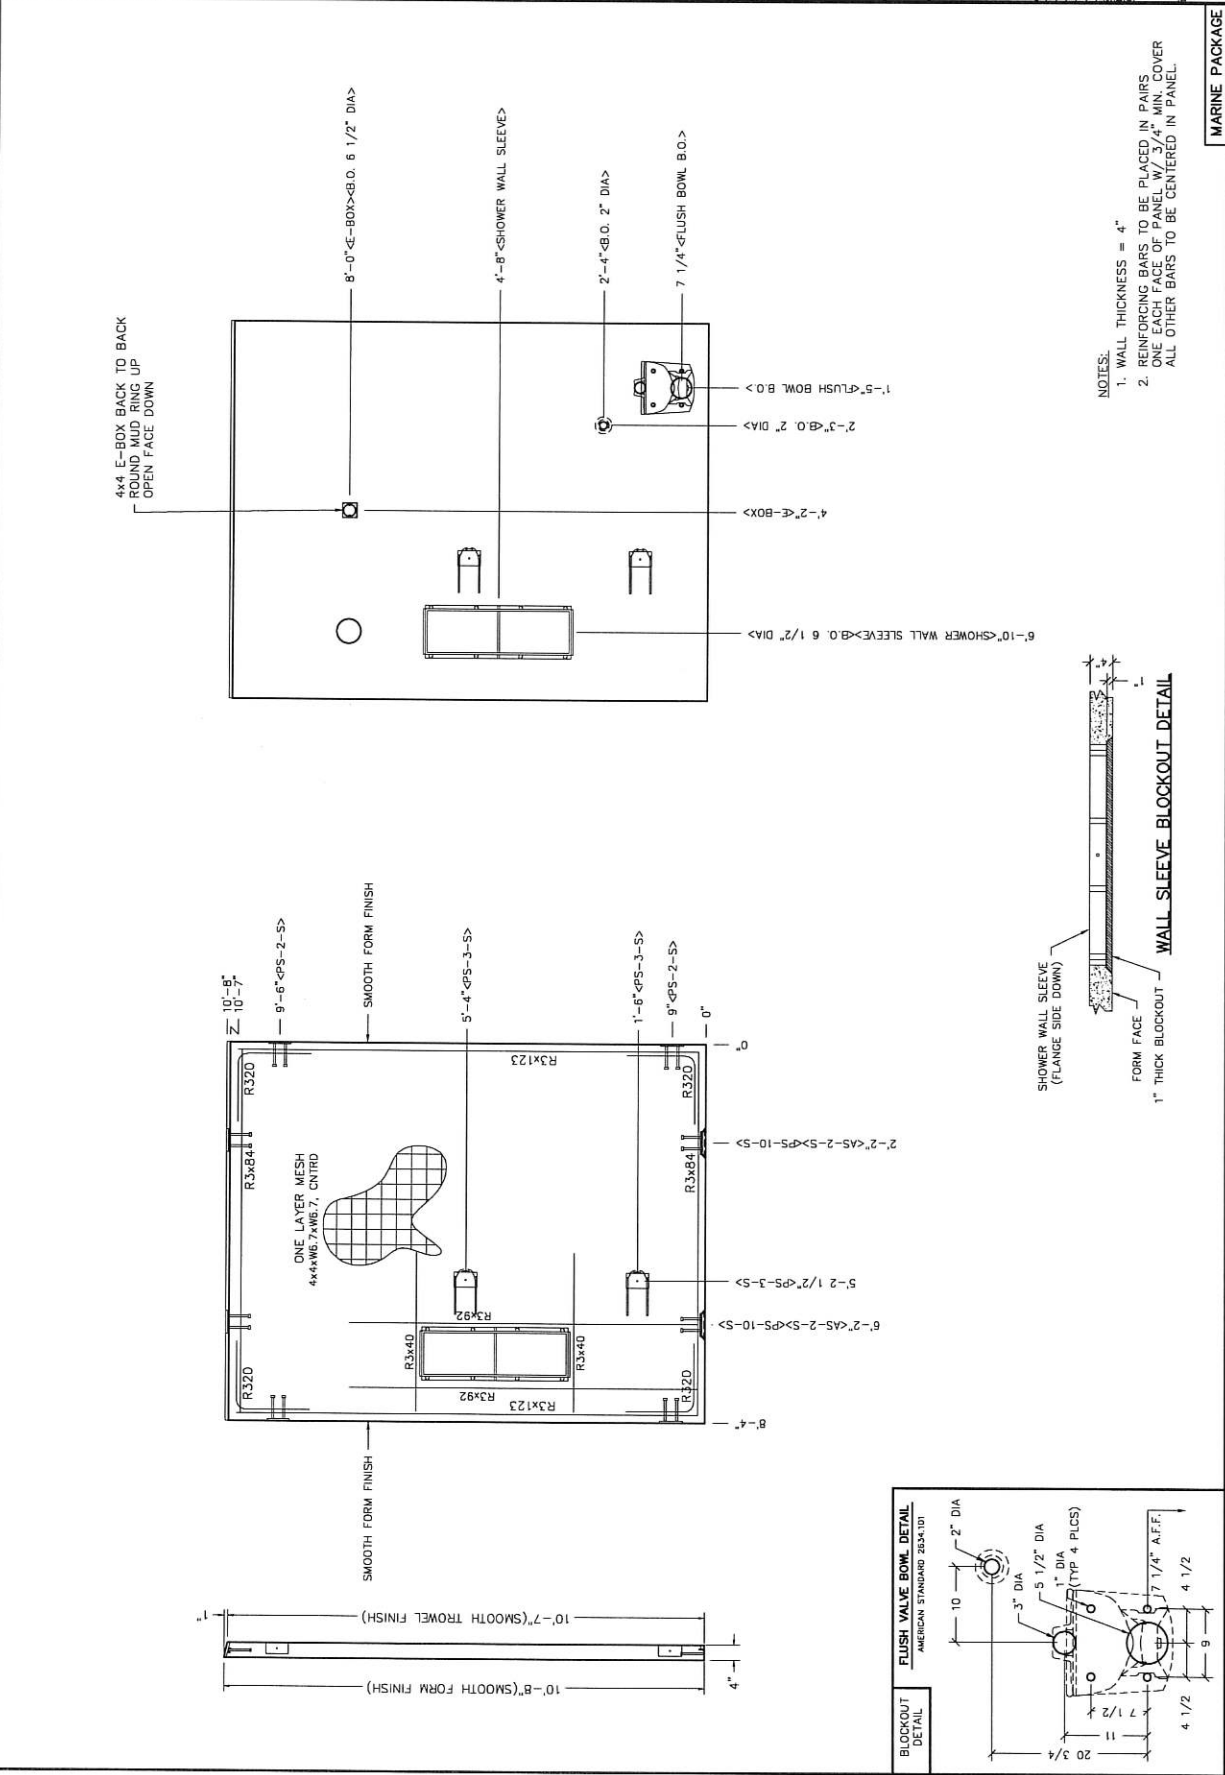 MARINE PACKAGE
4x4 E-BOX BACK TO BACK
ROUND MUD RING UP
OPEN FACE DOWN
8'-0"<E-BOX><B.O. 6 1/2" DIA>
4'-8"<SHOWER WALL SLEEVE>
2'-4"<B.O. 2" DIA>
7 1/4"<FLUSH BOWL B.O.>
1'-5"<FLUSH BOWL B.O.>
2'-3"<B.O. 2" DIA>
4'-2"<E-BOX>
6'-10"<SHOWER WALL SLEEVE><B.O. 6 1/2" DIA>
NOTES:
1. WALL THICKNESS = 4"
2. REINFORCING BARS TO BE PLACED IN PAIRS
ONE EACH FACE OF PANEL W/ 3/4" MIN. COVER
ALL OTHER BARS TO BE CENTERED IN PANEL.
10'-8"
10'-7"
9'-6"<PS-2-S>
SMOOTH FORM FINISH
5'-4"<PS-3-S>
1'-6"<PS-3-S>
9"<PS-2-S>
0"
0"
2'-2"<AS-2-S><PS-10-S>
5'-2 1/2"<PS-3-S>
6'-2"<AS-2-S><PS-10-S>
8'-4"
R320
R3x123
R320
R3x84
R3x84
ONE LAYER MESH
4x4xW6.7xW6.7, CNTRD
R3x92
R3x40
R3x40
R3x92
R320
R3x123
R320
SMOOTH FORM FINISH
1"
10'-7"(SMOOTH TROWEL FINISH)
10'-8"(SMOOTH FORM FINISH)
4"
SHOWER WALL SLEEVE
(FLANGE SIDE DOWN)
FORM FACE
1" THICK BLOCKOUT
4"
1"
WALL SLEEVE BLOCKOUT DETAIL
BLOCKOUT
DETAIL
FLUSH VALVE BOWL DETAIL
AMERICAN STANDARD 2634.101
10
2" DIA
3" DIA
5 1/2" DIA
1" DIA
(TYP 4 PLCS)
7 1/4" A.F.F.
20 3/4
11
7 1/2
4 1/2
4 1/2
9